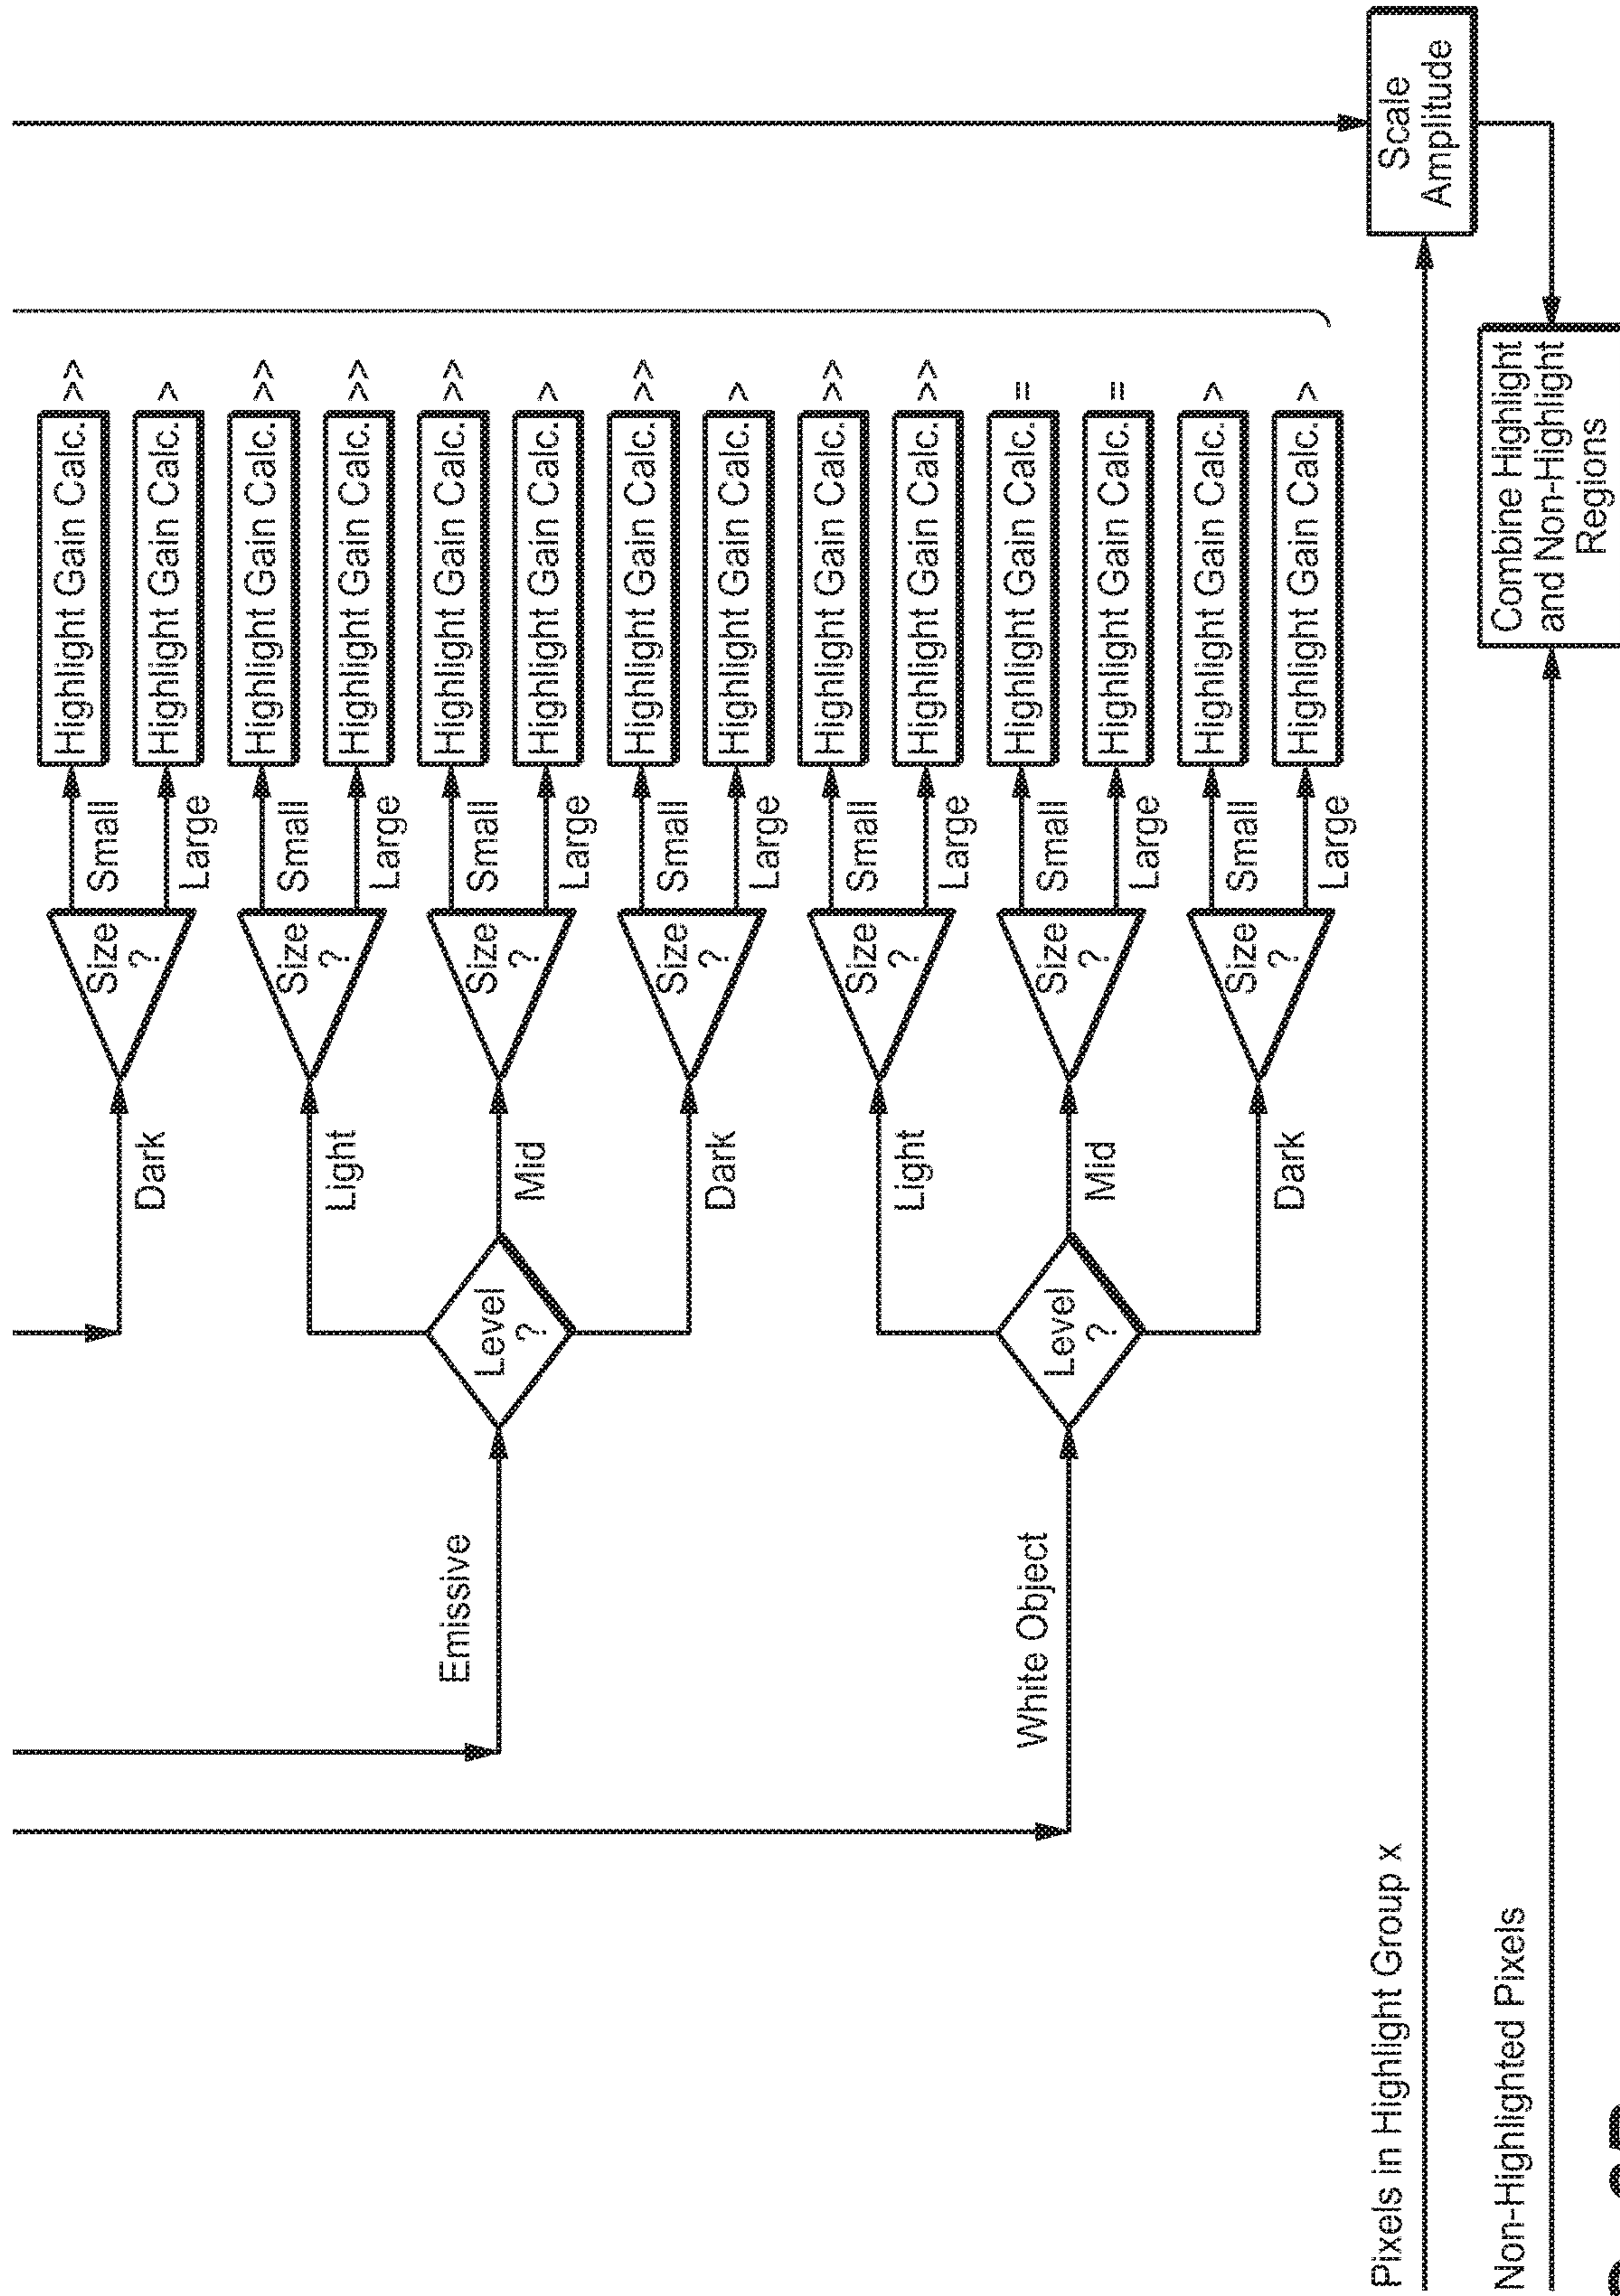 Dark
Size
?
Small
Highlight Gain Calc. >>
Large
Highlight Gain Calc. >
Emissive
Level
?
Light
Size
?
Small
Highlight Gain Calc. >>
Large
Highlight Gain Calc. >>
Mid
Size
?
Small
Highlight Gain Calc. >>
Large
Highlight Gain Calc. >
Dark
Size
?
Small
Highlight Gain Calc. >>
Large
Highlight Gain Calc. >
White Object
Level
?
Light
Size
?
Small
Highlight Gain Calc. >>
Large
Highlight Gain Calc. >>
Mid
Size
?
Small
Highlight Gain Calc. =
Large
Highlight Gain Calc. =
Dark
Size
?
Small
Highlight Gain Calc. >
Large
Highlight Gain Calc. >
Pixels in Highlight Group x
Scale
Amplitude
Non-Highlighted Pixels
Combine Highlight
and Non-Highlight
Regions